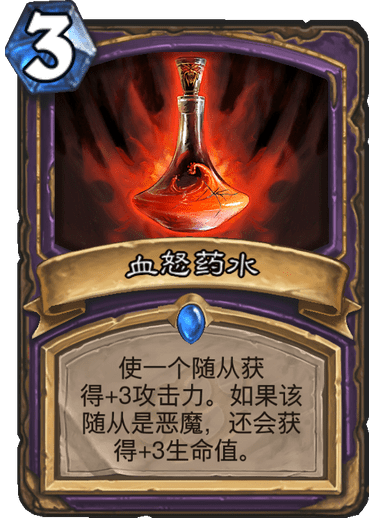 3
血怒药水
使一个随从获
得+3攻击力。如果该
随从是恶魔，还会获
得+3生命值。